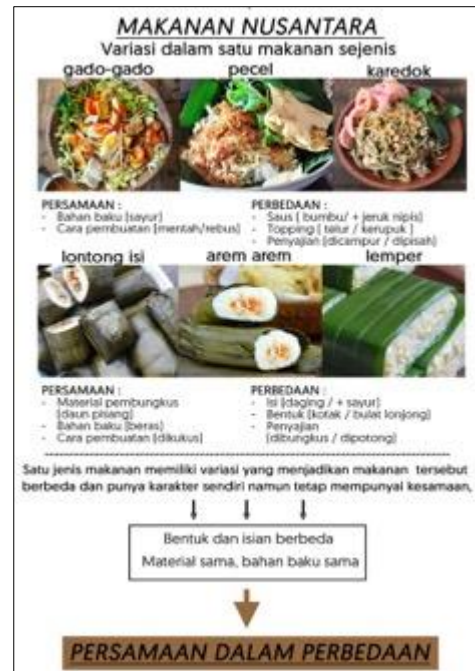 MAKANAN NUSANTARA
Variasi dalam satu makanan sejenis
gado-gado pecel karedok
PERSAMAAN :
- Bahan baku (sayur)
- Cara pembuatan (mentah/rebus)
PERBEDAAN :
- Saus ( bumbu/ + jeruk nipis)
- Topping ( telur / kerupuk )
- Penyajian (dicampur / dipisah)
lontong isi arem arem lemper
PERSAMAAN :
- Material pembungkus
(daun pisang)
- Bahan baku (beras)
- Cara pembuatan (dikukus)
PERBEDAAN :
- Isi (daging / + sayur)
- Bentuk (kotak / bulat lonjong)
- Penyajian
(dibungkus / dipotong)
Satu jenis makanan memiliki variasi yang menjadikan makanan tersebut
berbeda dan punya karakter sendiri namun tetap mempunyai kesamaan,
Bentuk dan isian berbeda
Material sama, bahan baku sama
PERSAMAAN DALAM PERBEDAAN